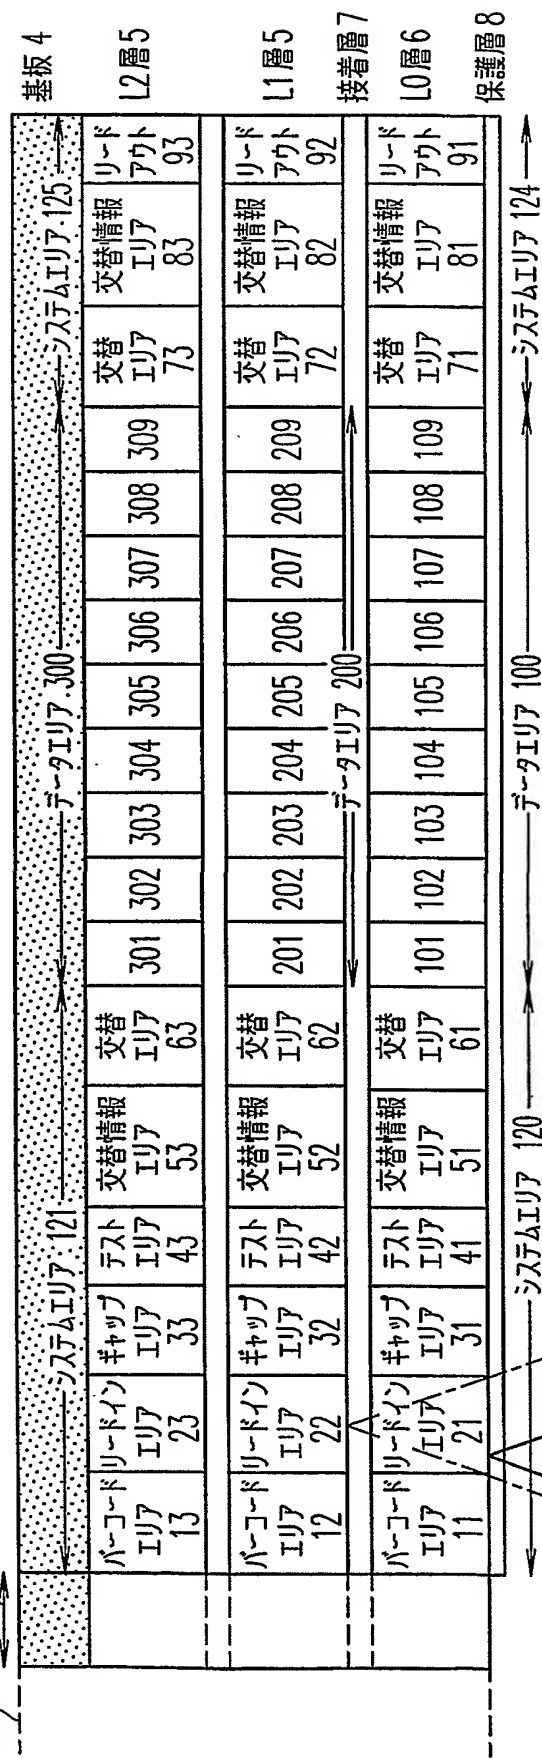 基板 4
システムエリア 121
データエリア 300
システムエリア 125
L2層 5
バーコード
エリア
13
リードイン
エリア
23
ギャップ
エリア
33
テスト
エリア
43
交替情報
エリア
53
交替
エリア
63
301
302
303
304
305
306
307
308
309
交替
エリア
73
交替情報
エリア
83
リード
アウト
93
L1層 5
バーコード
エリア
12
リードイン
エリア
22
ギャップ
エリア
32
テスト
エリア
42
交替情報
エリア
52
交替
エリア
62
201
202
203
204
205
206
207
208
209
交替
エリア
72
交替情報
エリア
82
リード
アウト
92
接着層 7
データエリア 200
L0層 6
バーコード
エリア
11
リードイン
エリア
21
ギャップ
エリア
31
テスト
エリア
41
交替情報
エリア
51
交替
エリア
61
101
102
103
104
105
106
107
108
109
交替
エリア
71
交替情報
エリア
81
リード
アウト
91
保護層 8
システムエリア 120
データエリア 100
システムエリア 124